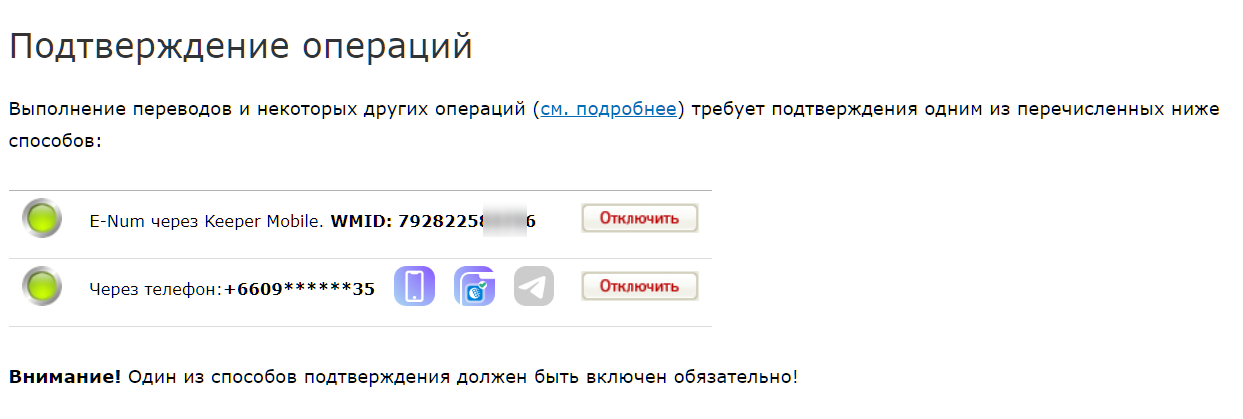 Подтверждение операций
Выполнение переводов и некоторых других операций (см. подробнее) требует подтверждения одним из перечисленных ниже
способов:
E-Num через Keeper Mobile. WMID: 79282258 6 Отключить
Через телефон:+6609******35 Отключить
Внимание! Один из способов подтверждения должен быть включен обязательно!